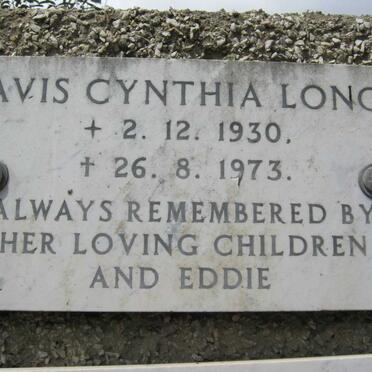 AVIS CYNTHIA LONG
+ 2. 12. 1930.
† 26. 8. 1973.
ALWAYS REMEMBERED BY
HER LOVING CHILDREN
AND EDDIE